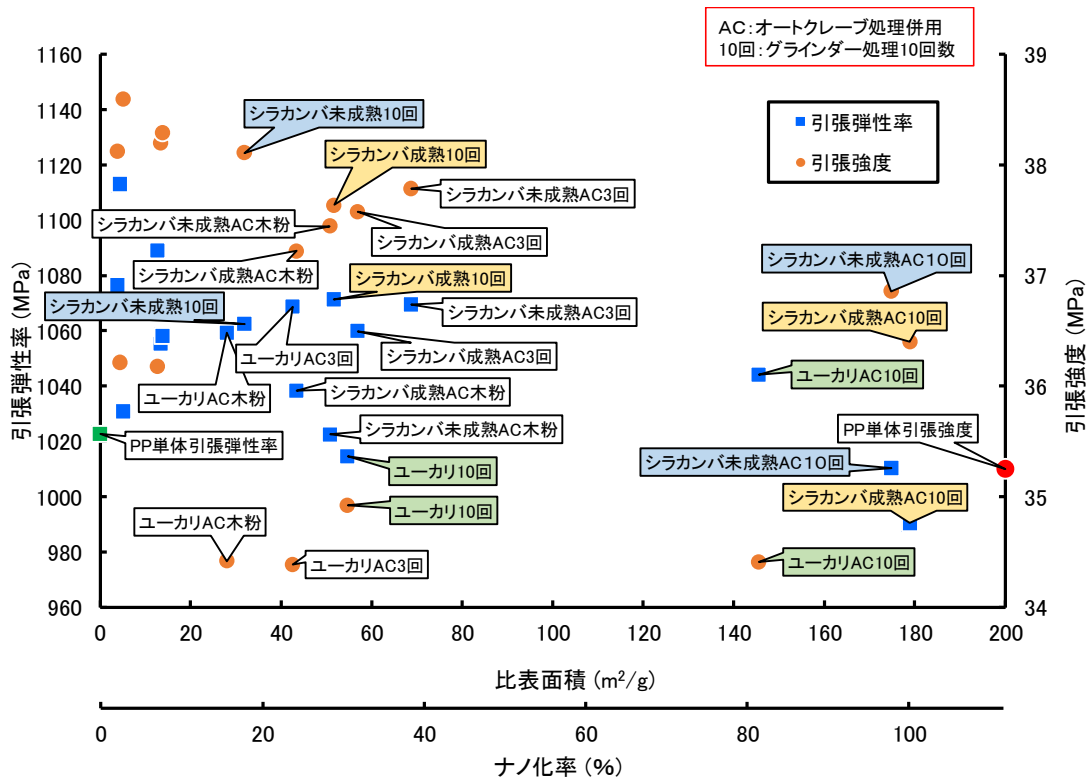 AC:オートクレーブ処理併用
10回:グラインダー処理10回数
1160
1140
1120
1100
1080
1060
1040
1020
1000
980
960
引張弾性率 (MPa)
39
38
37
36
35
34
引張強度 (MPa)
引張弾性率
引張強度
シラカンバ未成熟10回
シラカンバ成熟10回
シラカンバ未成熟AC3回
シラカンバ未成熟AC木粉
シラカンバ成熟AC3回
シラカンバ成熟AC木粉
シラカンバ未成熟AC10回
シラカンバ成熟10回
シラカンバ未成熟10回
シラカンバ未成熟AC3回
シラカンバ成熟AC10回
ユーカリAC3回
シラカンバ成熟AC3回
ユーカリAC10回
ユーカリAC木粉
シラカンバ成熟AC木粉
シラカンバ未成熟AC木粉
PP単体引張強度
PP単体引張弾性率
シラカンバ未成熟AC10回
ユーカリ10回
シラカンバ成熟AC10回
ユーカリ10回
ユーカリAC木粉
ユーカリAC3回
ユーカリAC10回
0 20 40 60 80 100 120 140 160 180 200
比表面積 (m²/g)
0 20 40 60 80 100
ナノ化率 (%)